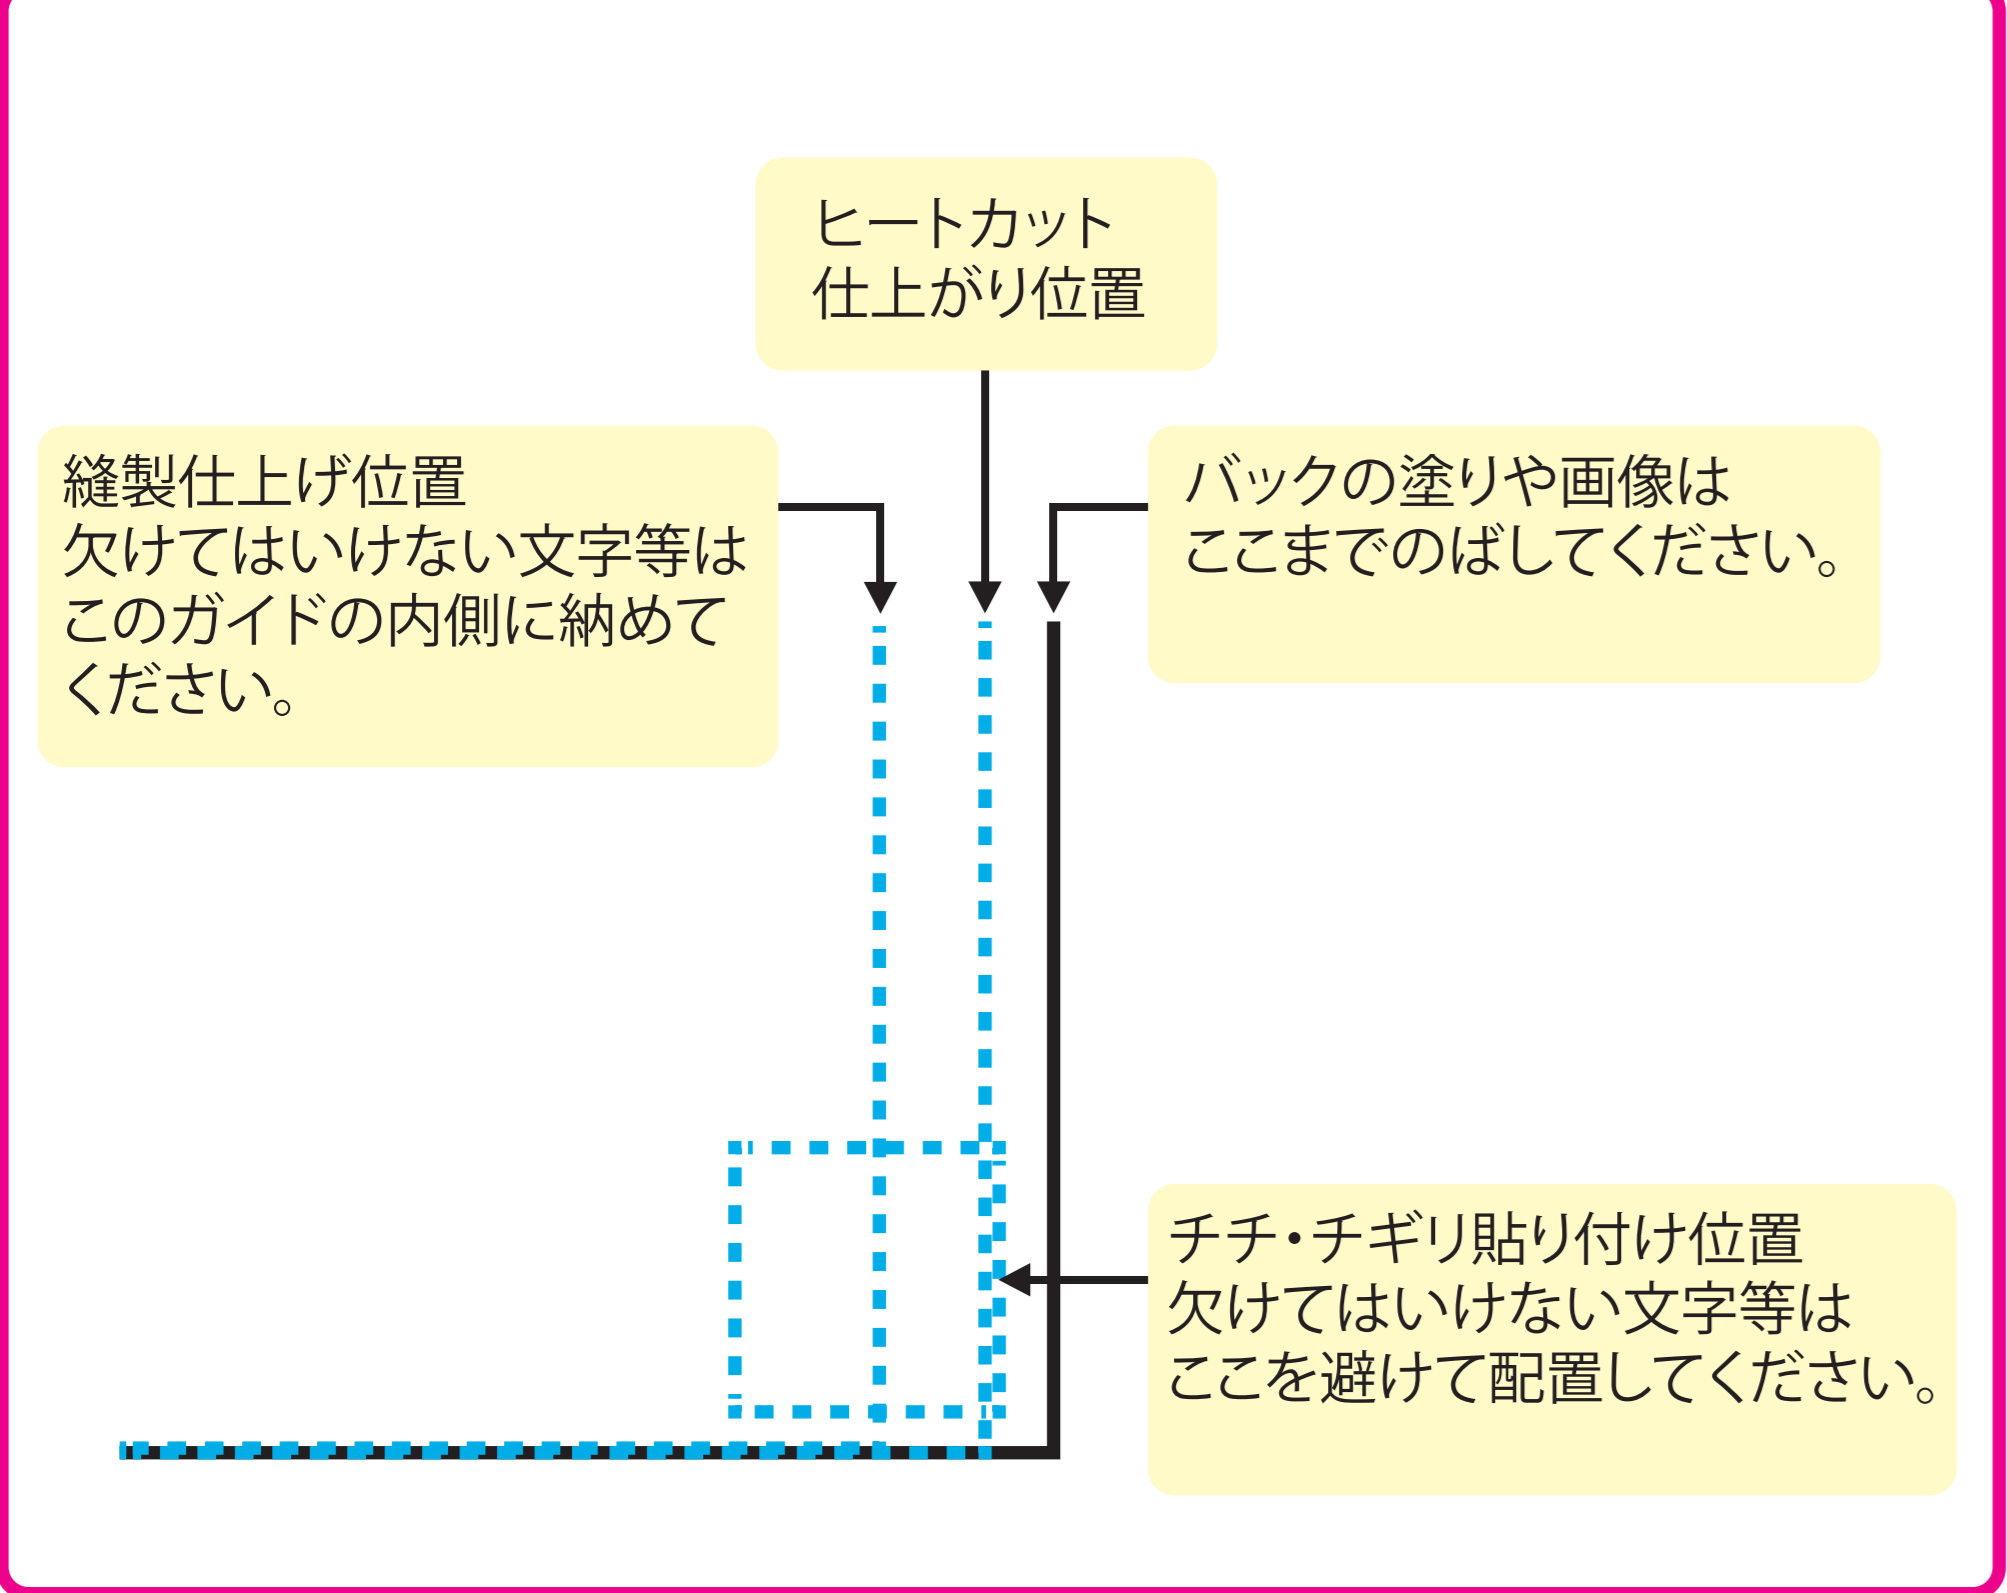 ヒートカット
仕上がり位置
縫製仕上げ位置
欠けてはいけない文字等は
このガイドの内側に納めて
ください。
バックの塗りや画像は
ここまでのばしてください。
チチ・チギリ貼り付け位置
欠けてはいけない文字等は
ここを避けて配置してください。